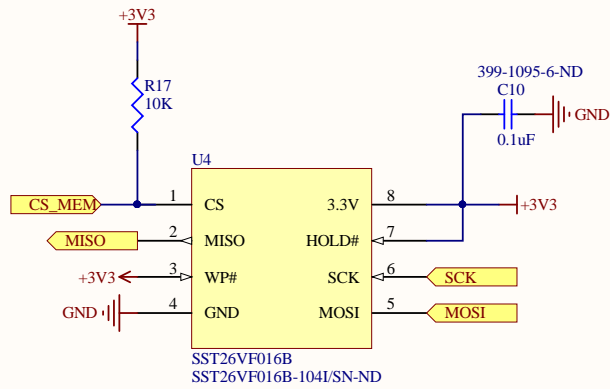 +3V3
R17
10K
399-1095-6-ND
C10
GND
0.1uF
U4
CS_MEM
1
CS
3.3V
8
+3V3
MISO
2
MISO
HOLD#
7
+3V3
3
WP#
SCK
6
SCK
GND
4
GND
MOSI
5
MOSI
SST26VF016B
SST26VF016B-104I/SN-ND